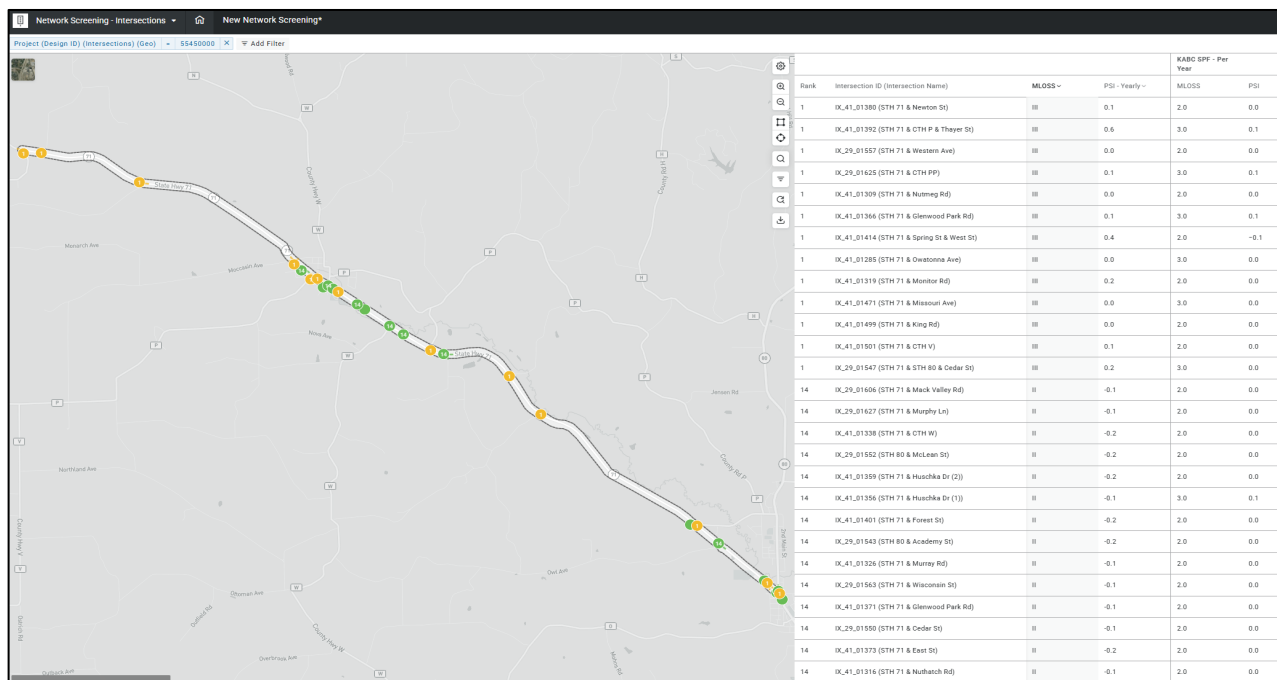 Network Screening - Intersections
New Network Screening*
Project (Design ID) (Intersections) (Geo) = 55450000 × Add Filter
KABC SPF - Per Year
Rank Intersection ID (Intersection Name) MLOSS PSI - Yearly MLOSS PSI
1 IX_41_01380 (STH 71 & Newton St) III 0.1 2.0 0.0
1 IX_41_01392 (STH 71 & CTH P & Thayer St) III 0.6 3.0 0.1
1 IX_29_01557 (STH 71 & Western Ave) III 0.0 2.0 0.0
1 IX_29_01625 (STH 71 & CTH PP) III 0.1 3.0 0.1
1 IX_41_01309 (STH 71 & Nutmeg Rd) III 0.0 2.0 0.0
1 IX_41_01366 (STH 71 & Glenwood Park Rd) III 0.1 3.0 0.1
1 IX_41_01414 (STH 71 & Spring St & West St) III 0.4 2.0 -0.1
1 IX_41_01285 (STH 71 & Owatonna Ave) III 0.0 3.0 0.0
1 IX_41_01319 (STH 71 & Monitor Rd) III 0.2 2.0 0.0
1 IX_41_01471 (STH 71 & Missouri Ave) III 0.0 3.0 0.0
1 IX_41_01499 (STH 71 & King Rd) III 0.0 2.0 0.0
1 IX_41_01501 (STH 71 & CTH V) III 0.1 2.0 0.0
1 IX_29_01547 (STH 71 & STH 80 & Cedar St) III 0.2 3.0 0.0
14 IX_29_01606 (STH 71 & Mack Valley Rd) II -0.1 2.0 0.0
14 IX_29_01627 (STH 71 & Murphy Ln) II -0.1 2.0 0.0
14 IX_41_01338 (STH 71 & CTH W) II -0.2 2.0 0.0
14 IX_29_01552 (STH 80 & McLean St) II -0.2 2.0 0.0
14 IX_41_01359 (STH 71 & Huschka Dr (2)) II -0.2 2.0 0.0
14 IX_41_01356 (STH 71 & Huschka Dr (1)) II -0.1 3.0 0.1
14 IX_41_01401 (STH 71 & Forest St) II -0.2 2.0 0.0
14 IX_29_01543 (STH 80 & Academy St) II -0.2 2.0 0.0
14 IX_41_01326 (STH 71 & Murray Rd) II -0.1 2.0 0.0
14 IX_29_01563 (STH 71 & Wisconsin St) II -0.1 2.0 0.0
14 IX_41_01371 (STH 71 & Glenwood Park Rd) II -0.1 2.0 0.0
14 IX_29_01550 (STH 71 & Cedar St) II -0.1 2.0 0.0
14 IX_41_01373 (STH 71 & East St) II -0.2 2.0 0.0
14 IX_41_01316 (STH 71 & Nuthatch Rd) II -0.1 2.0 0.0
State Hwy 71
County Hwy W
County Rd H
Monarch Ave
Moccasin Ave
State Hwy 71
Jensen Rd
County Rd P
Northland Ave
County Hwy V
2nd Main St
Owl Ave
County Hwy W
Overbrook Ave
Outback Ave